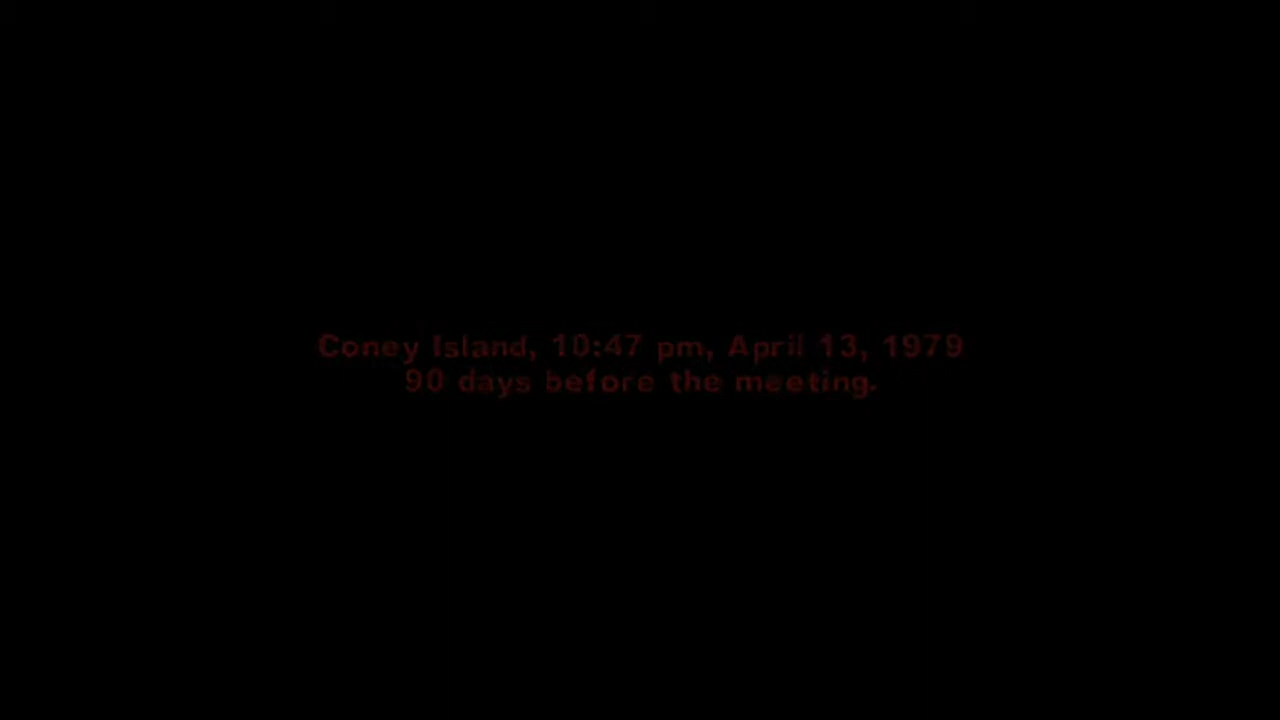 Coney Island, 10:47 pm, April 13, 1979
90 days before the meeting.